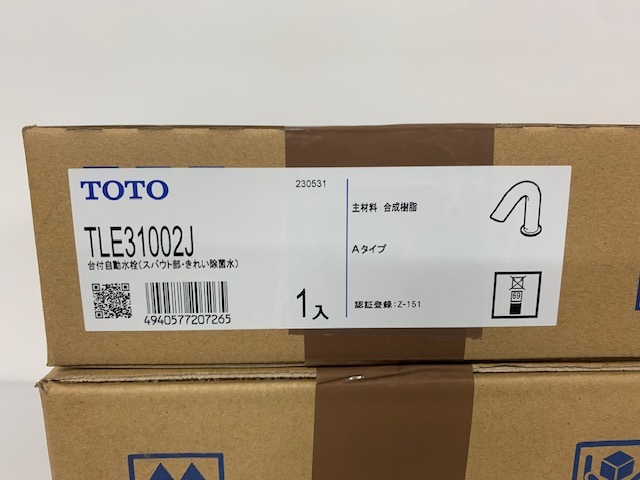 TOTO
230531
TLE31002J
台付自動水栓(スパウト部・きれい除菌水)
4940577207265
1入
主材料 合成樹脂
Aタイプ
認証登録:Z-151
69